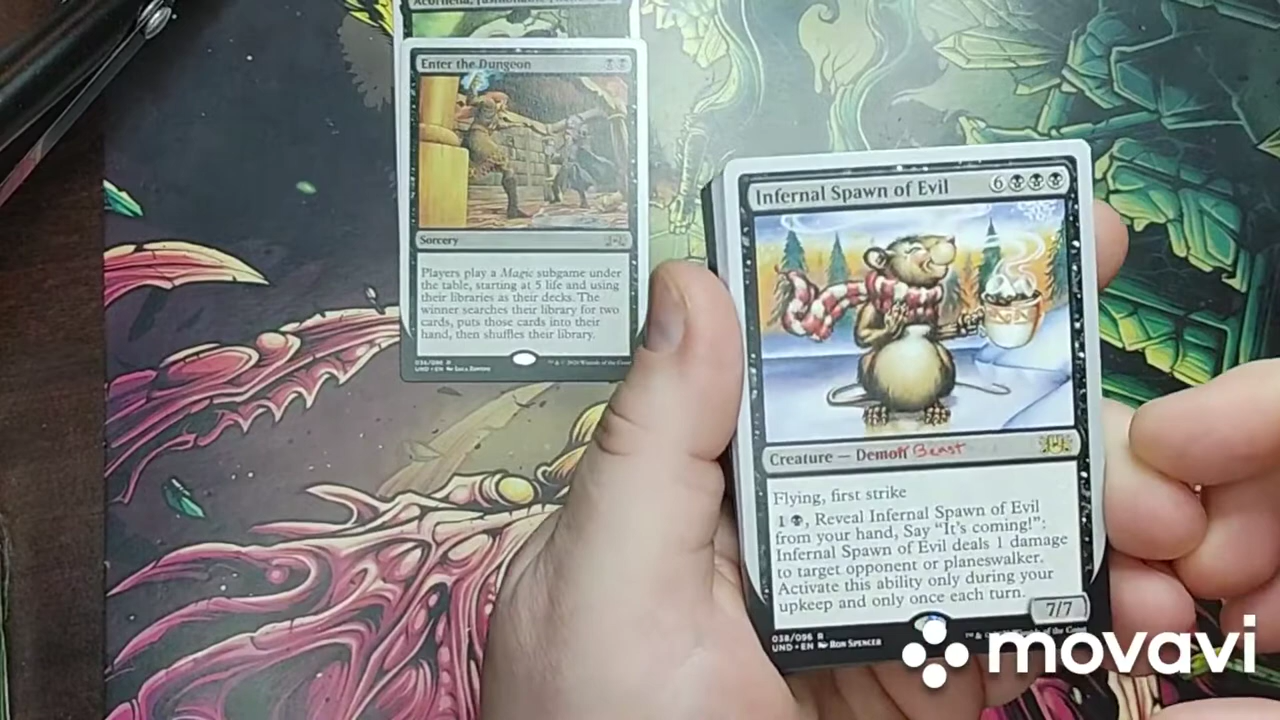 Enter the Dungeon
Sorcery
Players play a Magic subgame under
the table, starting at 5 life and using
their libraries as their decks. The
winner searches their library for two
cards, puts those cards into their
hand, then shuffles their library.
036/096 R
UND • EN
Infernal Spawn of Evil 6
Creature — Demon Beast
Flying, first strike
1 , Reveal Infernal Spawn of Evil
from your hand, Say "It's coming!":
Infernal Spawn of Evil deals 1 damage
to target opponent or planeswalker.
Activate this ability only during your
upkeep and only once each turn.
7/7
038/096 R
UND • EN Ron Spencer
movavi